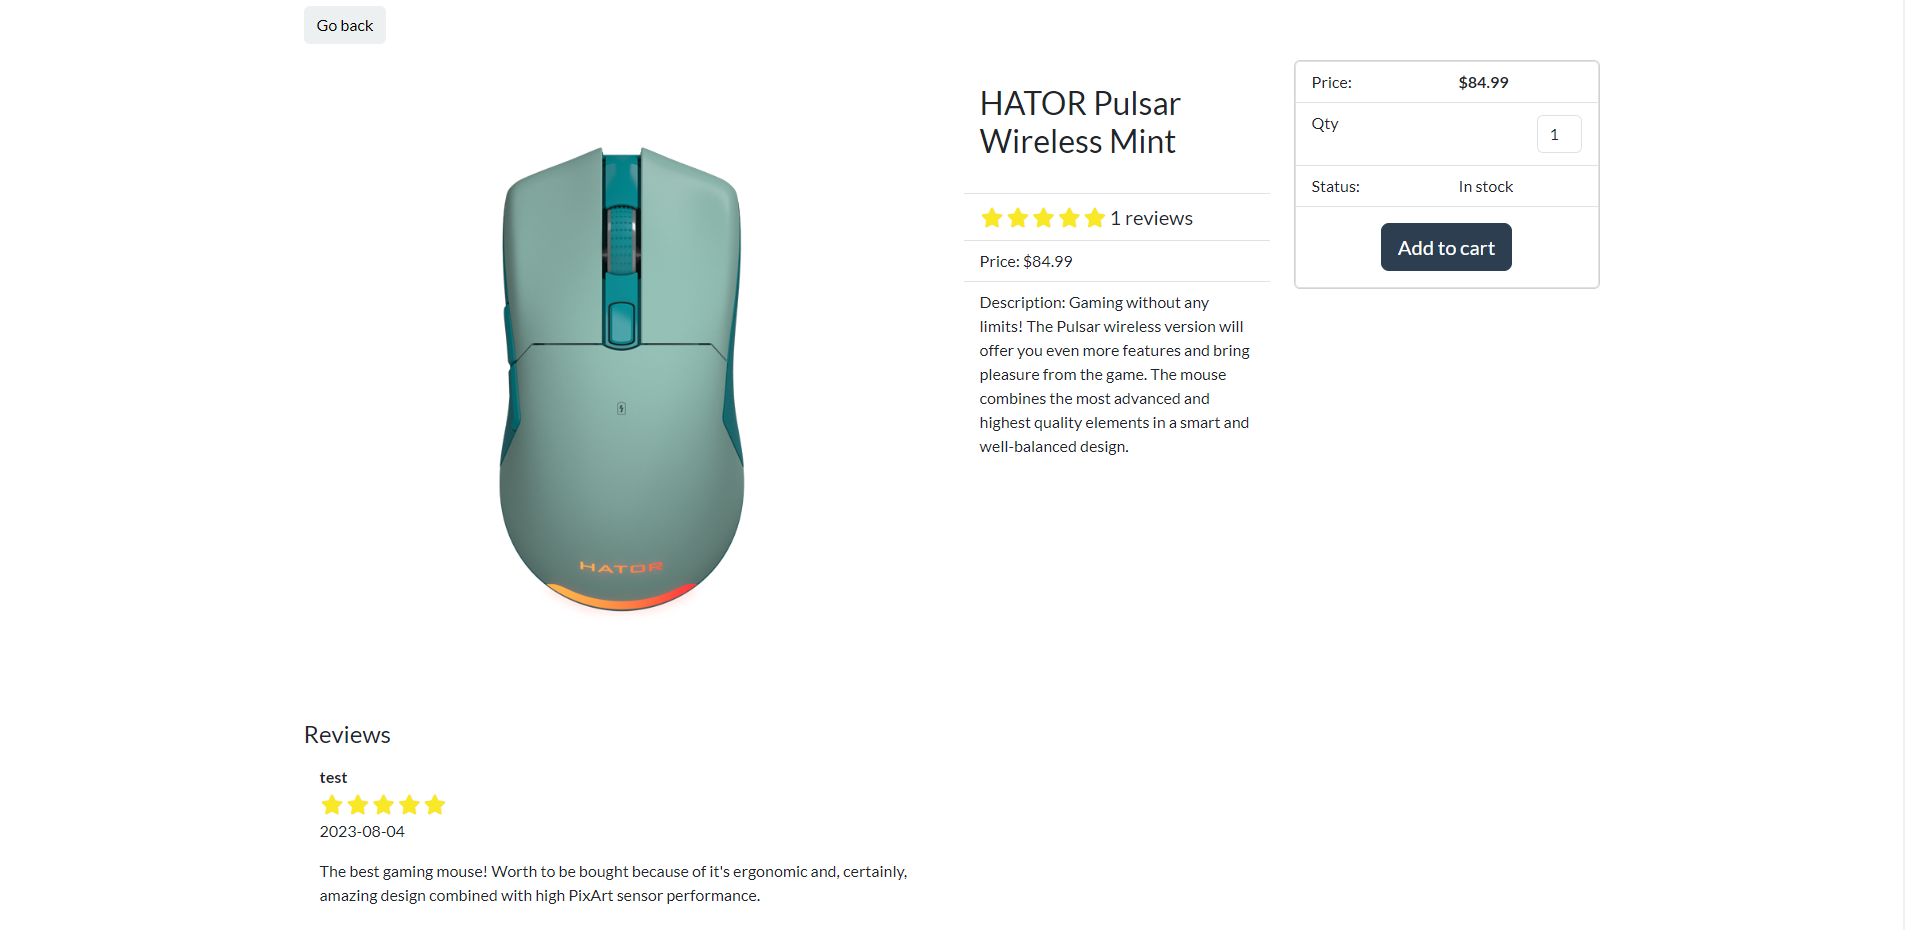 Go back
HATOR
HATOR Pulsar
Wireless Mint
1 reviews
Price: $84.99
Description: Gaming without any
limits! The Pulsar wireless version will
offer you even more features and bring
pleasure from the game. The mouse
combines the most advanced and
highest quality elements in a smart and
well-balanced design.
Price: $84.99
Qty 1
Status: In stock
Add to cart
Reviews
test
2023-08-04
The best gaming mouse! Worth to be bought because of it's ergonomic and, certainly,
amazing design combined with high PixArt sensor performance.